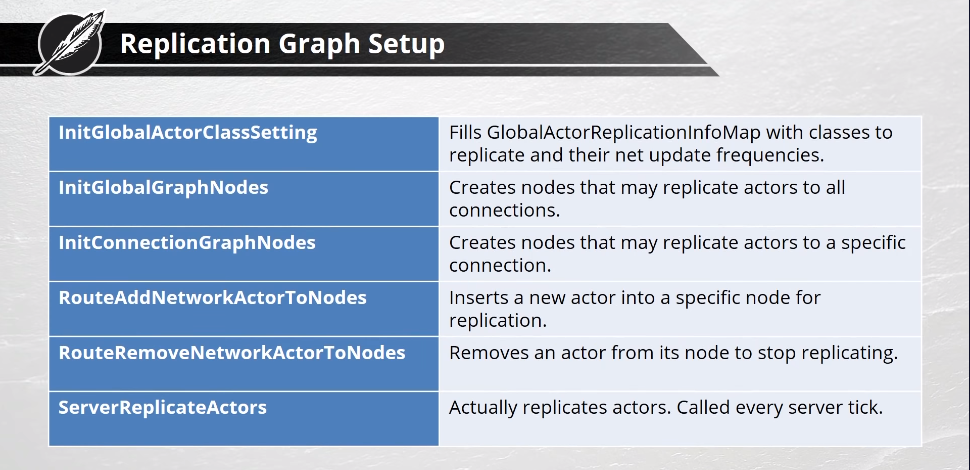 Replication Graph Setup
InitGlobalActorClassSetting
Fills GlobalActorReplicationInfoMap with classes to
replicate and their net update frequencies.
InitGlobalGraphNodes
Creates nodes that may replicate actors to all
connections.
InitConnectionGraphNodes
Creates nodes that may replicate actors to a specific
connection.
RouteAddNetworkActorToNodes
Inserts a new actor into a specific node for
replication.
RouteRemoveNetworkActorToNodes
Removes an actor from its node to stop replicating.
ServerReplicateActors
Actually replicates actors. Called every server tick.